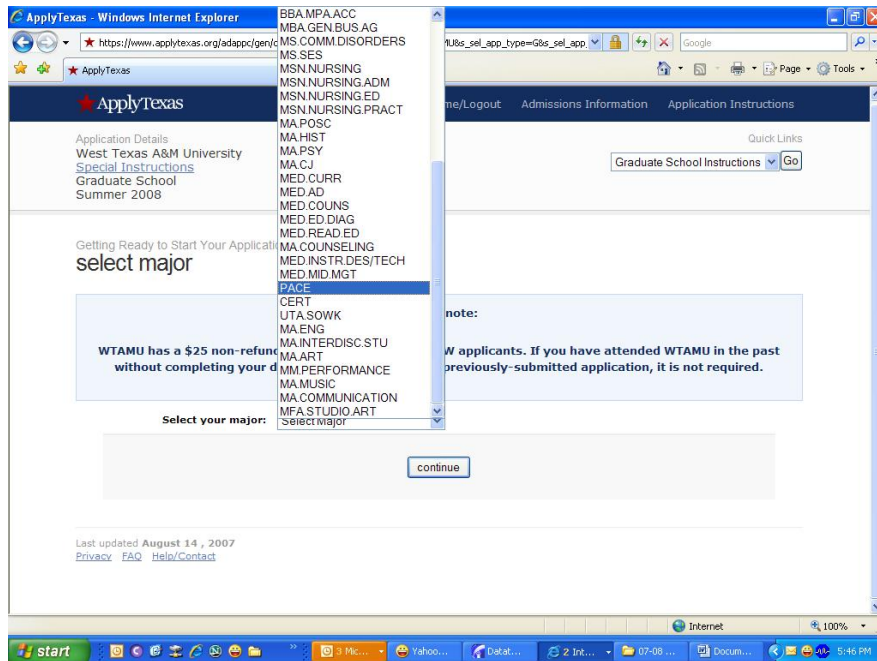 ApplyTexas - Windows Internet Explorer
https://www.applytexas.org/adappc/gen/
U&s_sel_app_type=G&s_sel_app
Google
ApplyTexas
Page
Tools
ApplyTexas
me/Logout
Admissions Information
Application Instructions
Application Details
West Texas A&M University
Special Instructions
Graduate School
Summer 2008
Quick Links
Graduate School Instructions
Go
Getting Ready to Start Your Applicati
select major
note:
WTAMU has a $25 non-refun
W applicants. If you have attended WTAMU in the past
without completing your d
previously-submitted application, it is not required.
Select your major:
Select Major
BBA.MPA.ACC
MBA.GEN.BUS.AG
MS.COMM.DISORDERS
MS.SES
MSN.NURSING
MSN.NURSING.ADM
MSN.NURSING.ED
MSN.NURSING.PRACT
MA.POSC
MA.HIST
MA.PSY
MA.CJ
MED.CURR
MED.AD
MED.COUNS
MED.ED.DIAG
MED.READ.ED
MA.COUNSELING
MED.INSTR.DES/TECH
MED.MID.MGT
PACE
CERT
UTA.SOWK
MA.ENG
MA.INTERDISC.STU
MA.ART
MM.PERFORMANCE
MA.MUSIC
MA.COMMUNICATION
MFA.STUDIO.ART
continue
Last updated August 14 , 2007
Privacy FAQ Help/Contact
Internet
100%
start
3 Mic...
Yahoo...
Datat...
2 Int...
07-08 ...
Docum...
5:46 PM